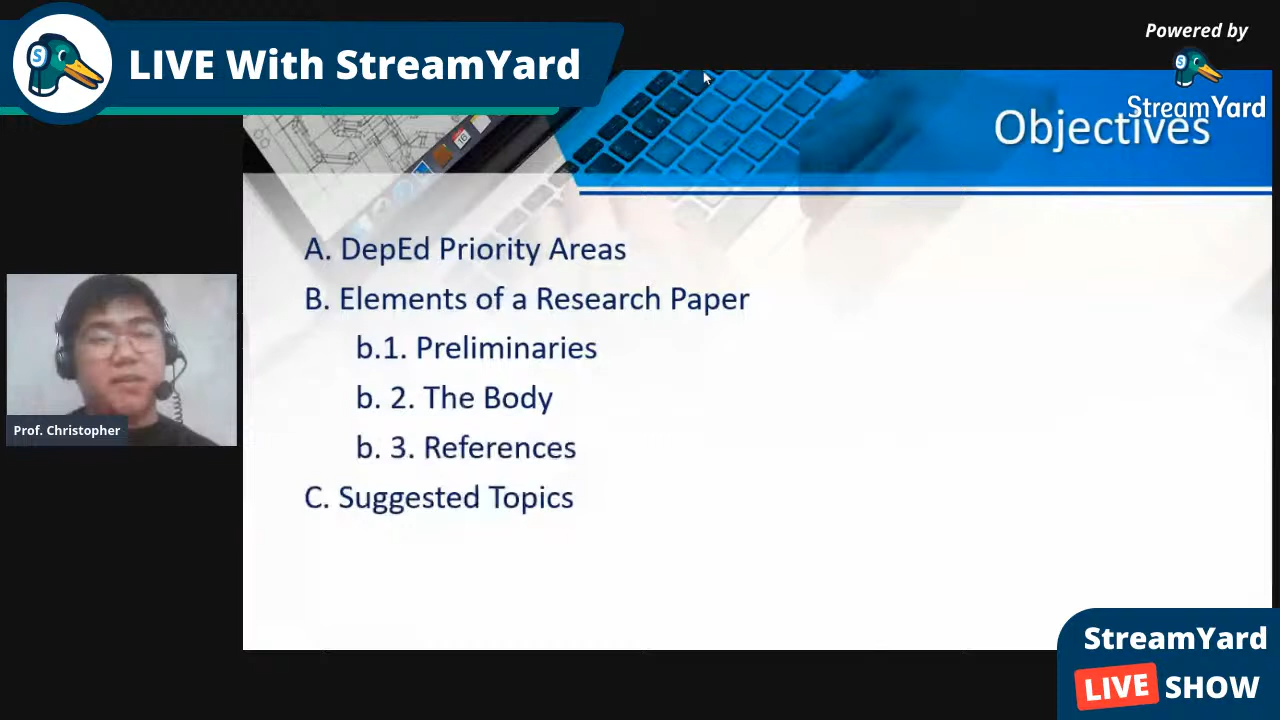 LIVE With StreamYard
Powered by
StreamYard
Objectives
A. DepEd Priority Areas
B. Elements of a Research Paper
b.1. Preliminaries
b. 2. The Body
b. 3. References
C. Suggested Topics
Prof. Christopher
StreamYard
LIVE SHOW